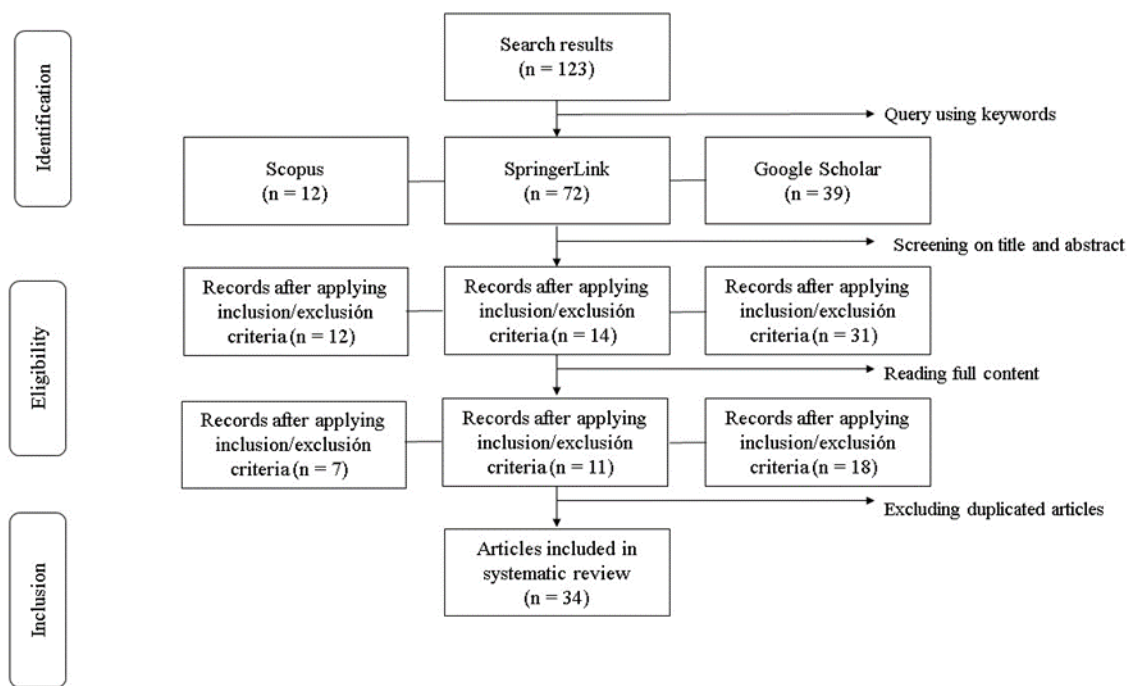 Identification
Search results
(n = 123)
Query using keywords
Scopus
(n = 12)
SpringerLink
(n = 72)
Google Scholar
(n = 39)
Screening on title and abstract
Eligibility
Records after applying
inclusion/exclusión
criteria (n = 12)
Records after applying
inclusion/exclusión
criteria (n = 14)
Records after applying
inclusion/exclusión
criteria (n = 31)
Reading full content
Records after applying
inclusion/exclusión
criteria (n = 7)
Records after applying
inclusion/exclusión
criteria (n = 11)
Records after applying
inclusion/exclusión
criteria (n = 18)
Excluding duplicated articles
Inclusion
Articles included in
systematic review
(n = 34)